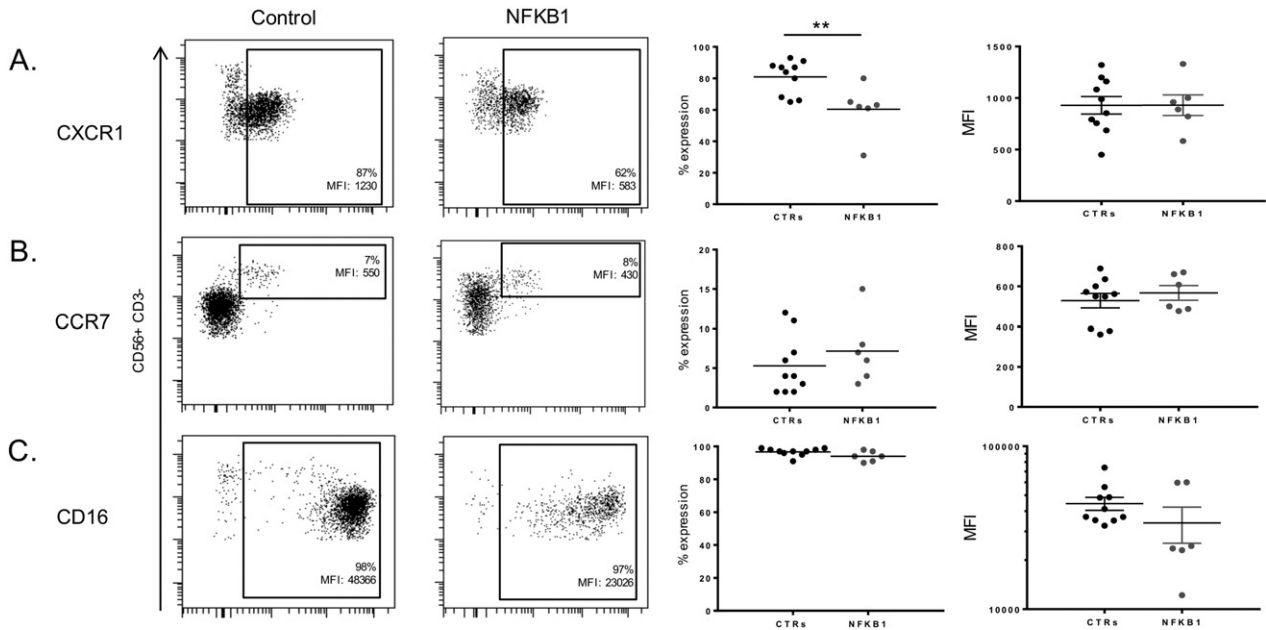 Control
NFKB1
A.
CXCR1
87%
MFI: 1230
62%
MFI: 583
**
% expression
100
80
60
40
20
0
CTRs
NFKB1
MFI
1500
1000
500
0
CTRs
NFKB1
B.
CCR7
CD56+ CD3-
7%
MFI: 550
8%
MFI: 430
% expression
20
15
10
5
0
CTRs
NFKB1
MFI
800
600
400
200
0
CTRs
NFKB1
C.
CD16
98%
MFI: 48366
97%
MFI: 23026
% expression
100
80
60
40
20
0
CTRs
NFKB1
MFI
100000
10000
CTRs
NFKB1